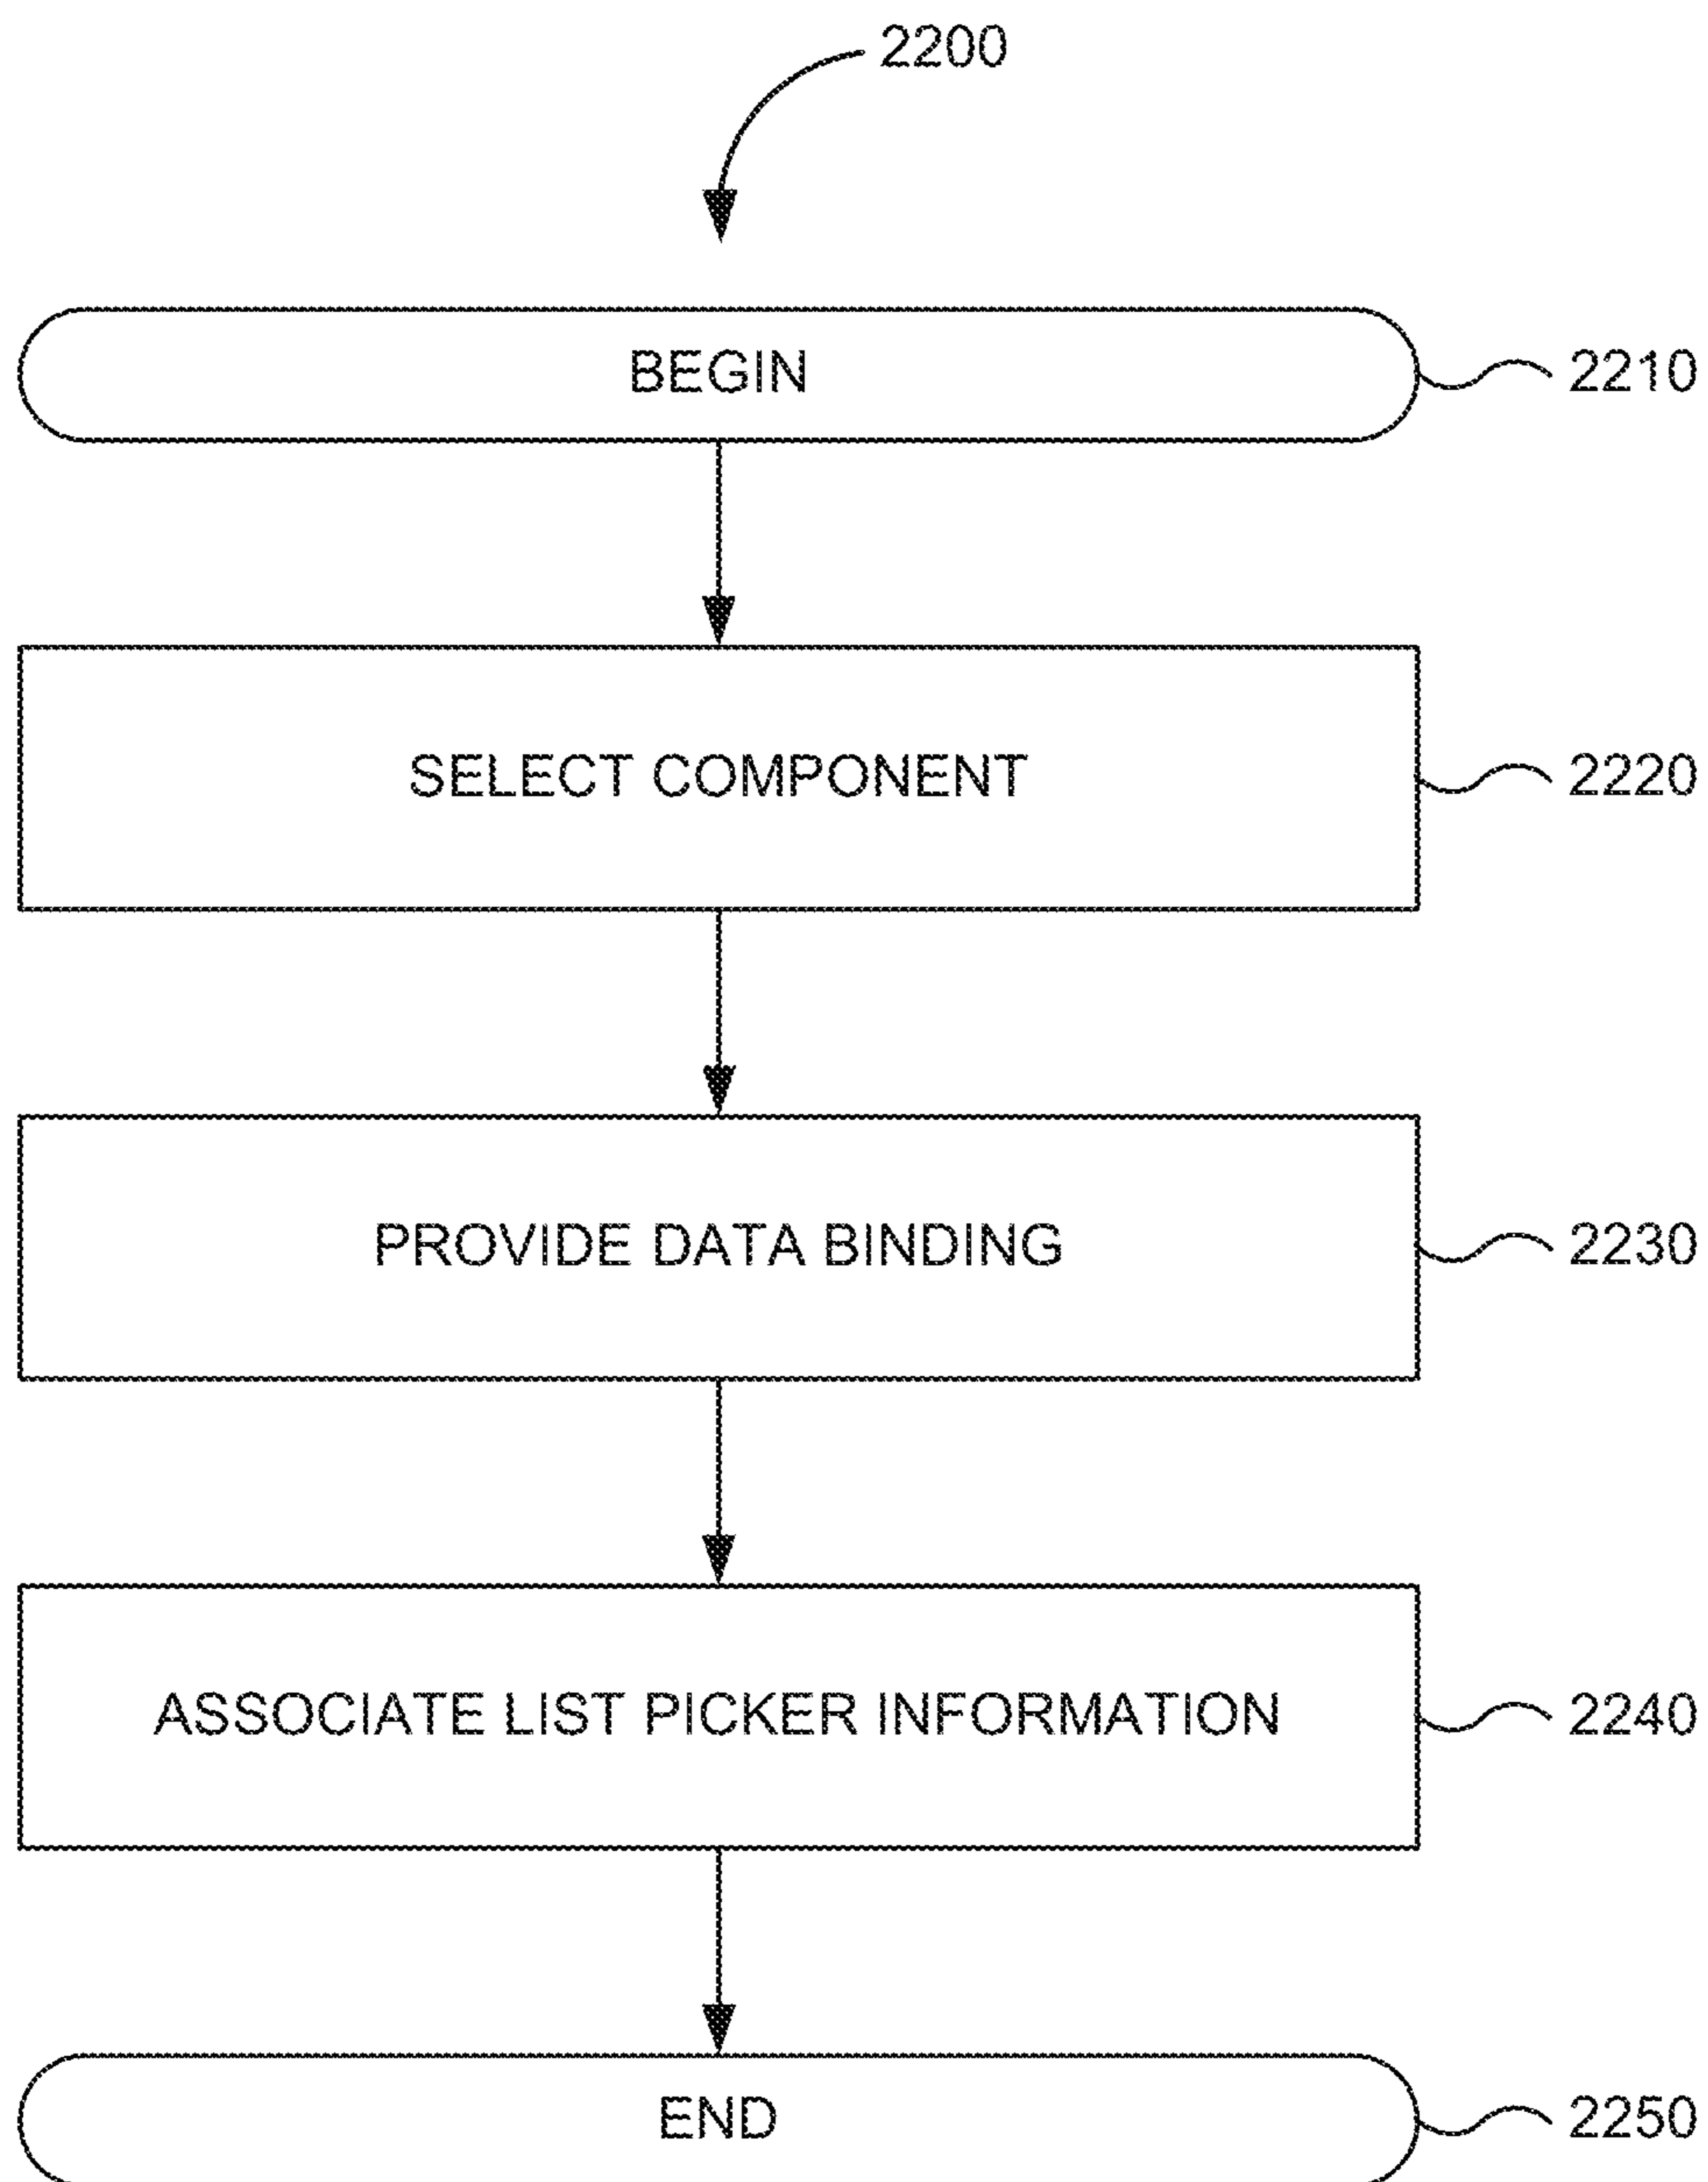 2200
BEGIN
2210
SELECT COMPONENT
2220
PROVIDE DATA BINDING
2230
ASSOCIATE LIST PICKER INFORMATION
2240
END
2250